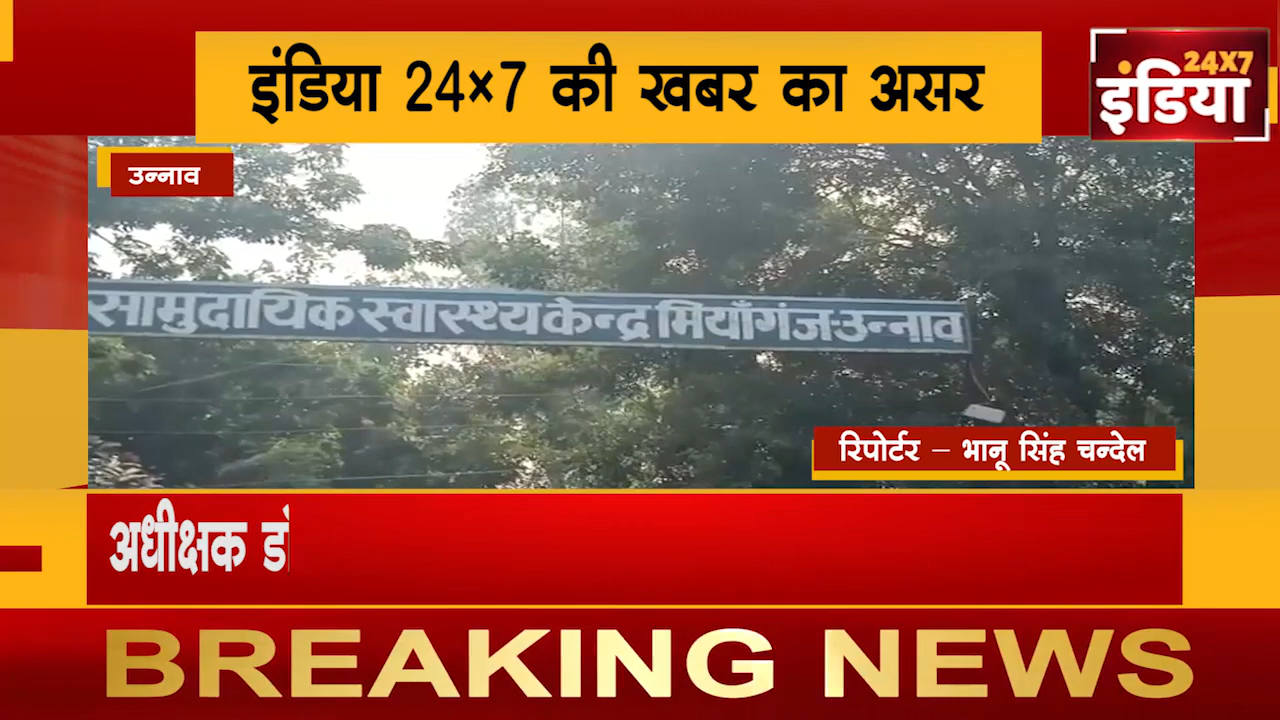 इंडिया 24×7 की खबर का असर
24X7
इंडिया
उन्नाव
सामुदायिक स्वास्थ्य केन्द्र मियाँगंज-उन्नाव
रिपोर्टर – भानू सिंह चन्देल
अधीक्षक
BREAKING NEWS